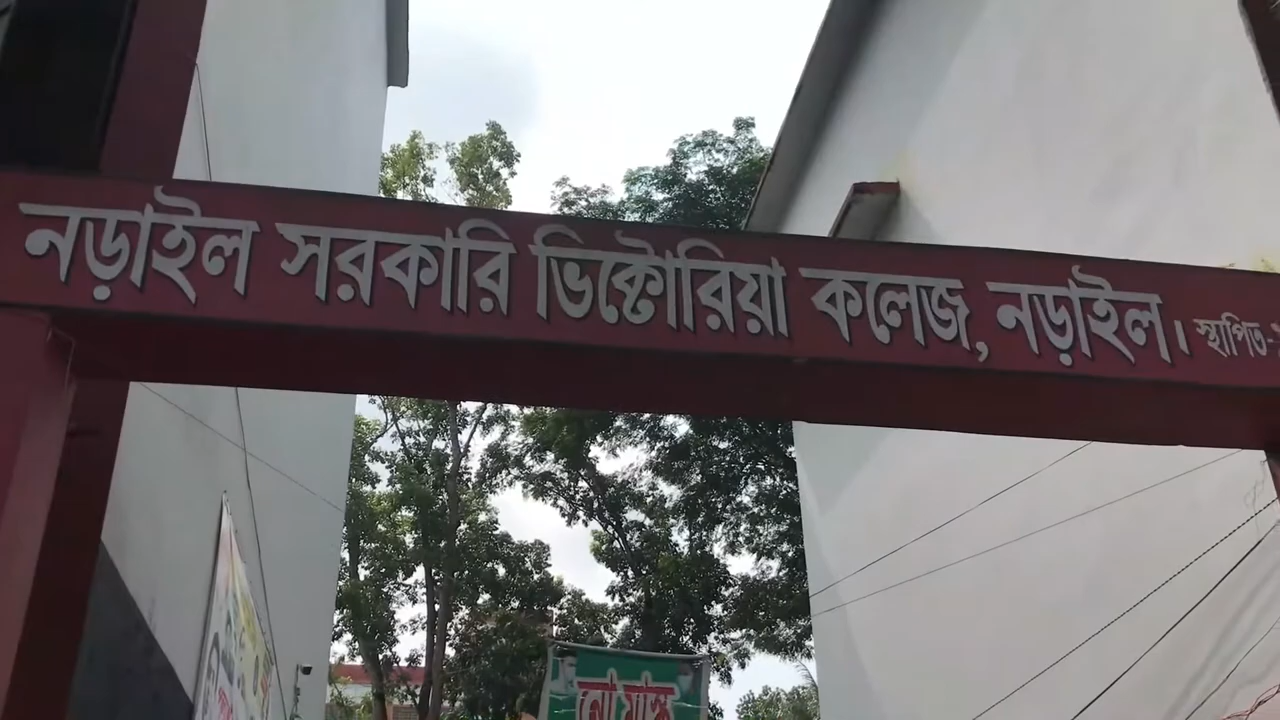 নড়াইল সরকারি ভিক্টোরিয়া কলেজ, নড়াইল। স্থাপিত-
নো মাস্ক